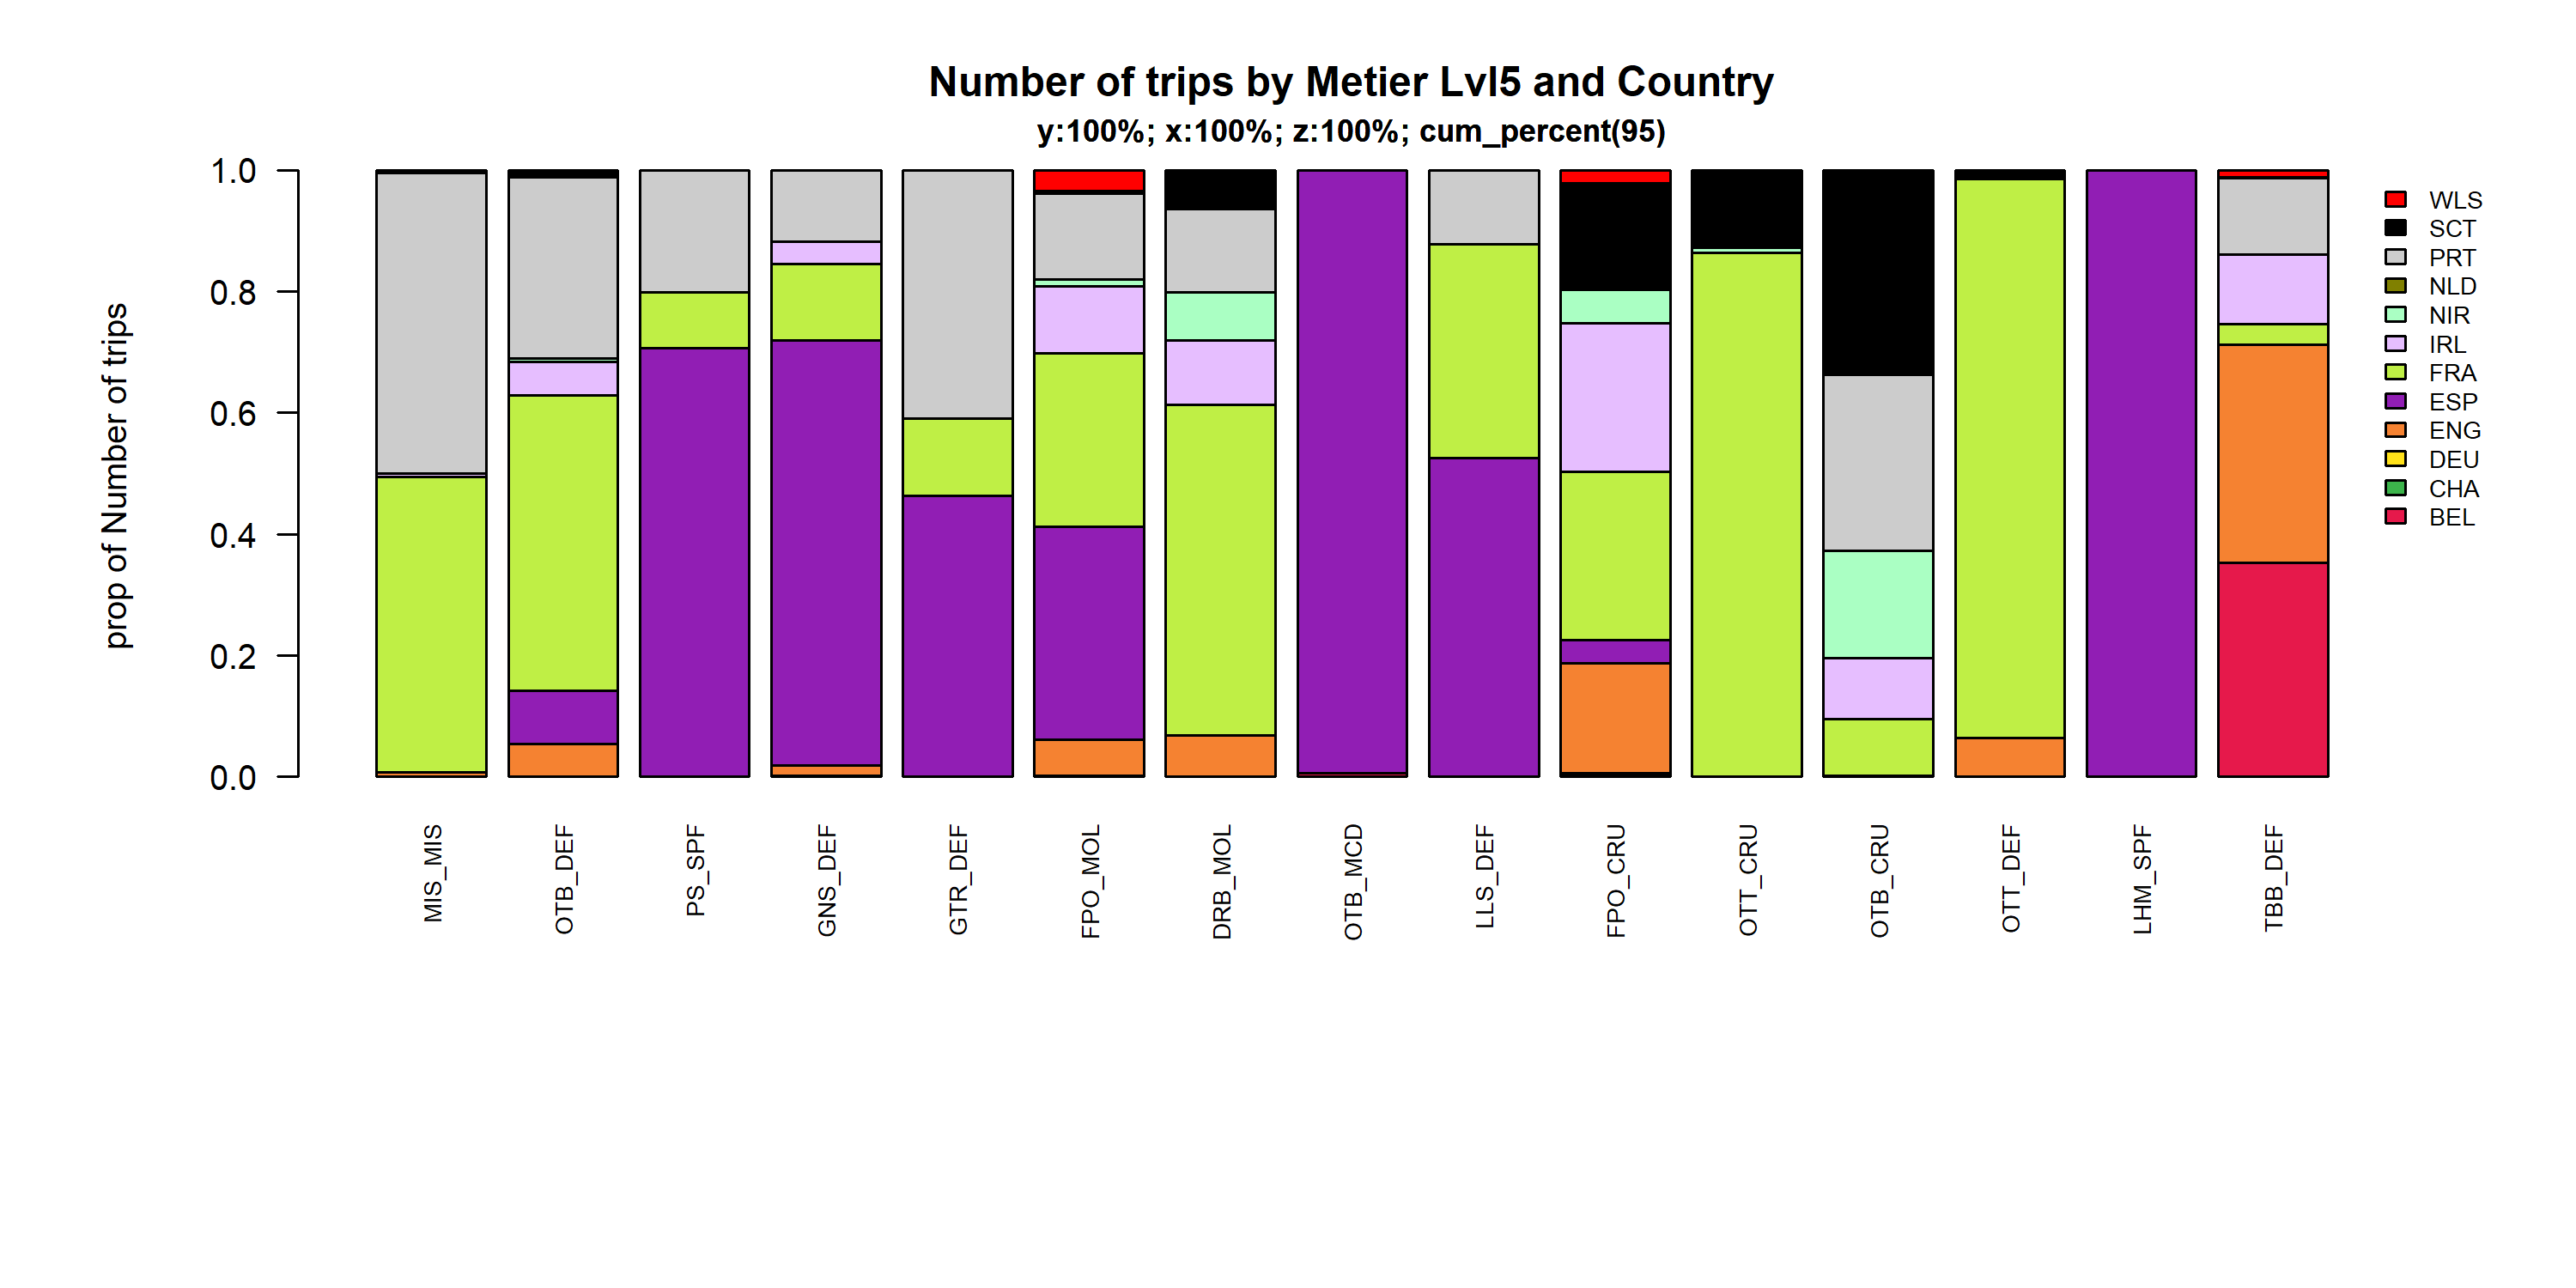 Number of trips by Metier Lvl5 and Country
y:100%; x:100%; z:100%; cum_percent(95)
prop of Number of trips
1.0
0.8
0.6
0.4
0.2
0.0
MIS_MIS
OTB_DEF
PS_SPF
GNS_DEF
GTR_DEF
FPO_MOL
DRB_MOL
OTB_MCD
LLS_DEF
FPO_CRU
OTT_CRU
OTB_CRU
OTT_DEF
LHM_SPF
TBB_DEF
WLS
SCT
PRT
NLD
NIR
IRL
FRA
ESP
ENG
DEU
CHA
BEL